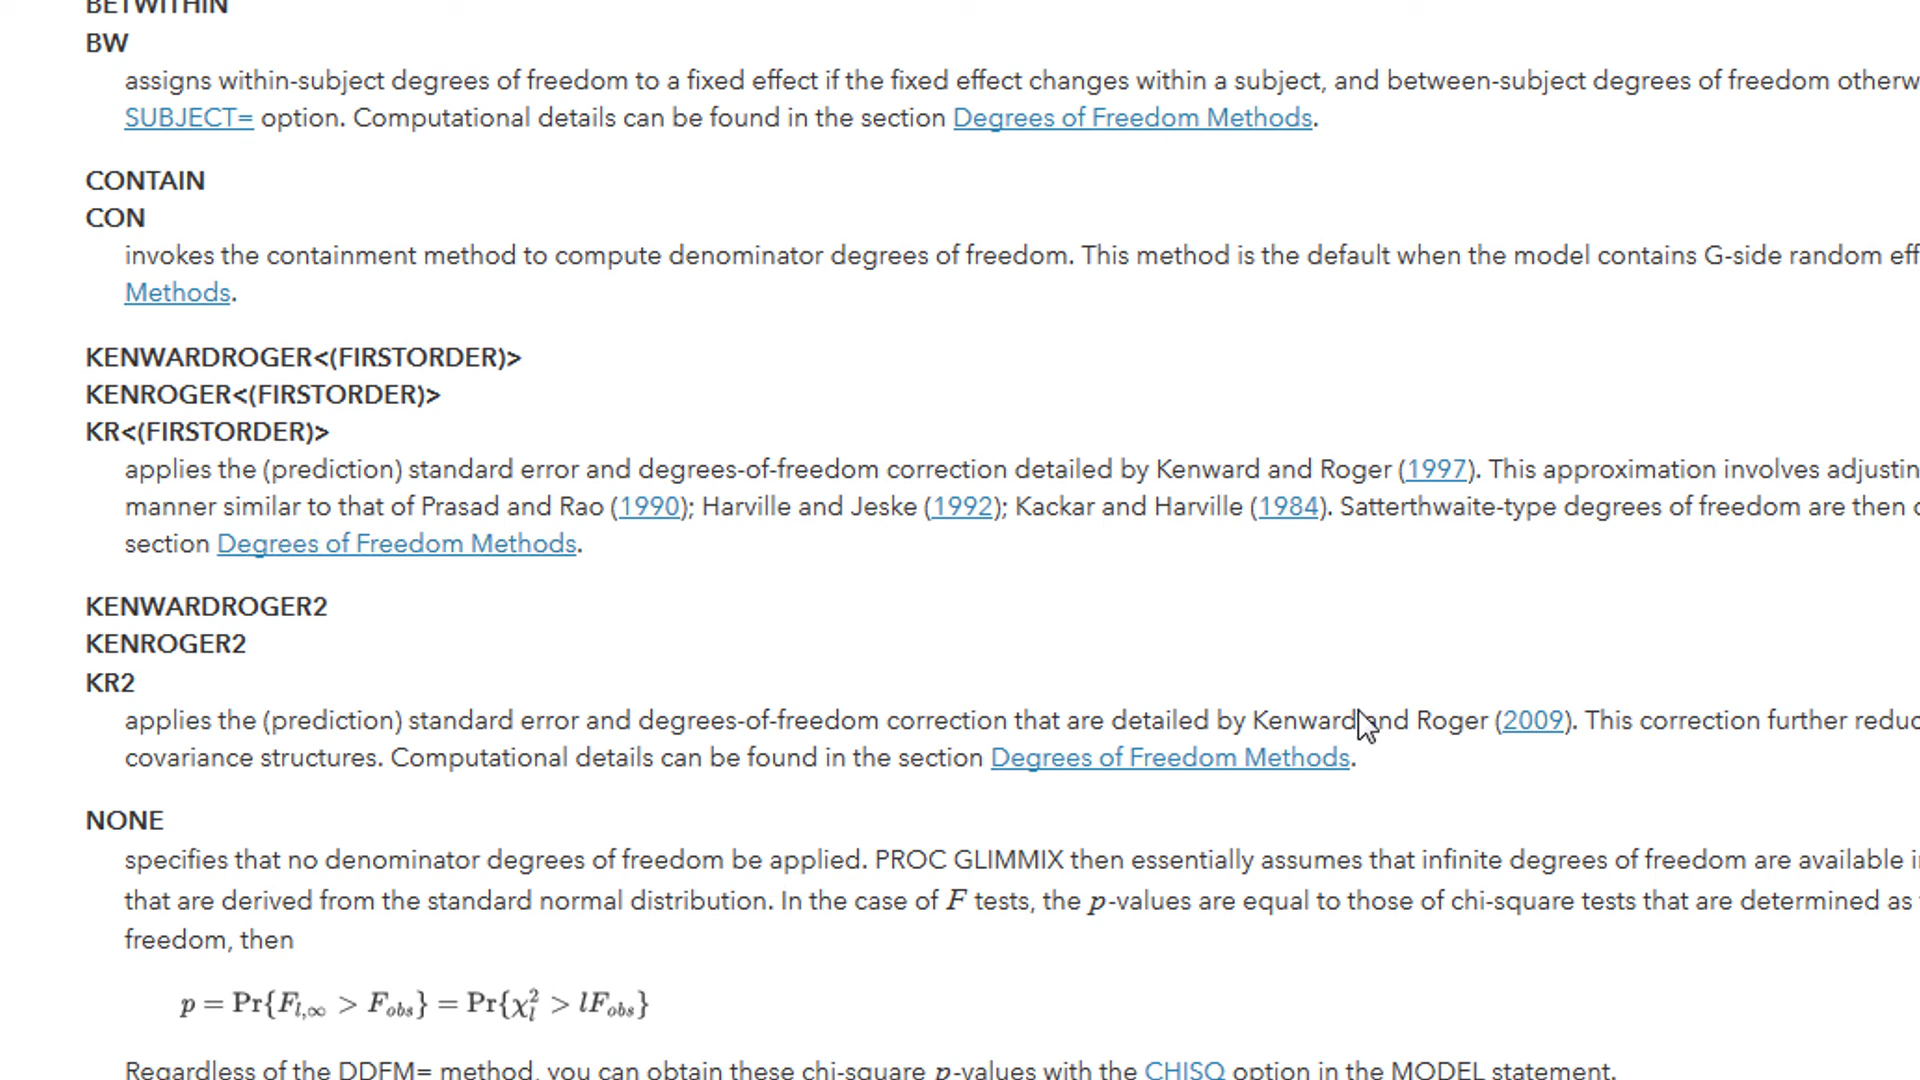 BETWITHIN
BW
assigns within-subject degrees of freedom to a fixed effect if the fixed effect changes within a subject, and between-subject degrees of freedom otherw
SUBJECT= option. Computational details can be found in the section Degrees of Freedom Methods.
CONTAIN
CON
invokes the containment method to compute denominator degrees of freedom. This method is the default when the model contains G-side random eff
Methods.
KENWARDROGER<(FIRSTORDER)>
KENROGER<(FIRSTORDER)>
KR<(FIRSTORDER)>
applies the (prediction) standard error and degrees-of-freedom correction detailed by Kenward and Roger (1997). This approximation involves adjustin
manner similar to that of Prasad and Rao (1990); Harville and Jeske (1992); Kackar and Harville (1984). Satterthwaite-type degrees of freedom are then
section Degrees of Freedom Methods.
KENWARDROGER2
KENROGER2
KR2
applies the (prediction) standard error and degrees-of-freedom correction that are detailed by Kenward and Roger (2009). This correction further reduc
covariance structures. Computational details can be found in the section Degrees of Freedom Methods.
NONE
specifies that no denominator degrees of freedom be applied. PROC GLIMMIX then essentially assumes that infinite degrees of freedom are available i
that are derived from the standard normal distribution. In the case of F tests, the p-values are equal to those of chi-square tests that are determined as
freedom, then
p = Pr{F_{l,∞} > F_{obs}} = Pr{χ_l^2 > lF_{obs}}
Regardless of the DDFM= method, you can obtain these chi-square p-values with the CHISQ option in the MODEL statement.